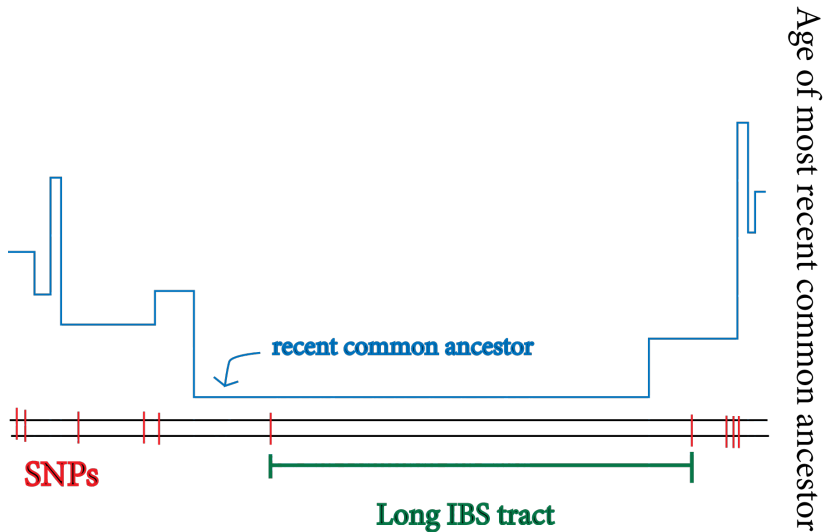 Age of most recent common ancestor
recent common ancestor
SNPs
Long IBS tract